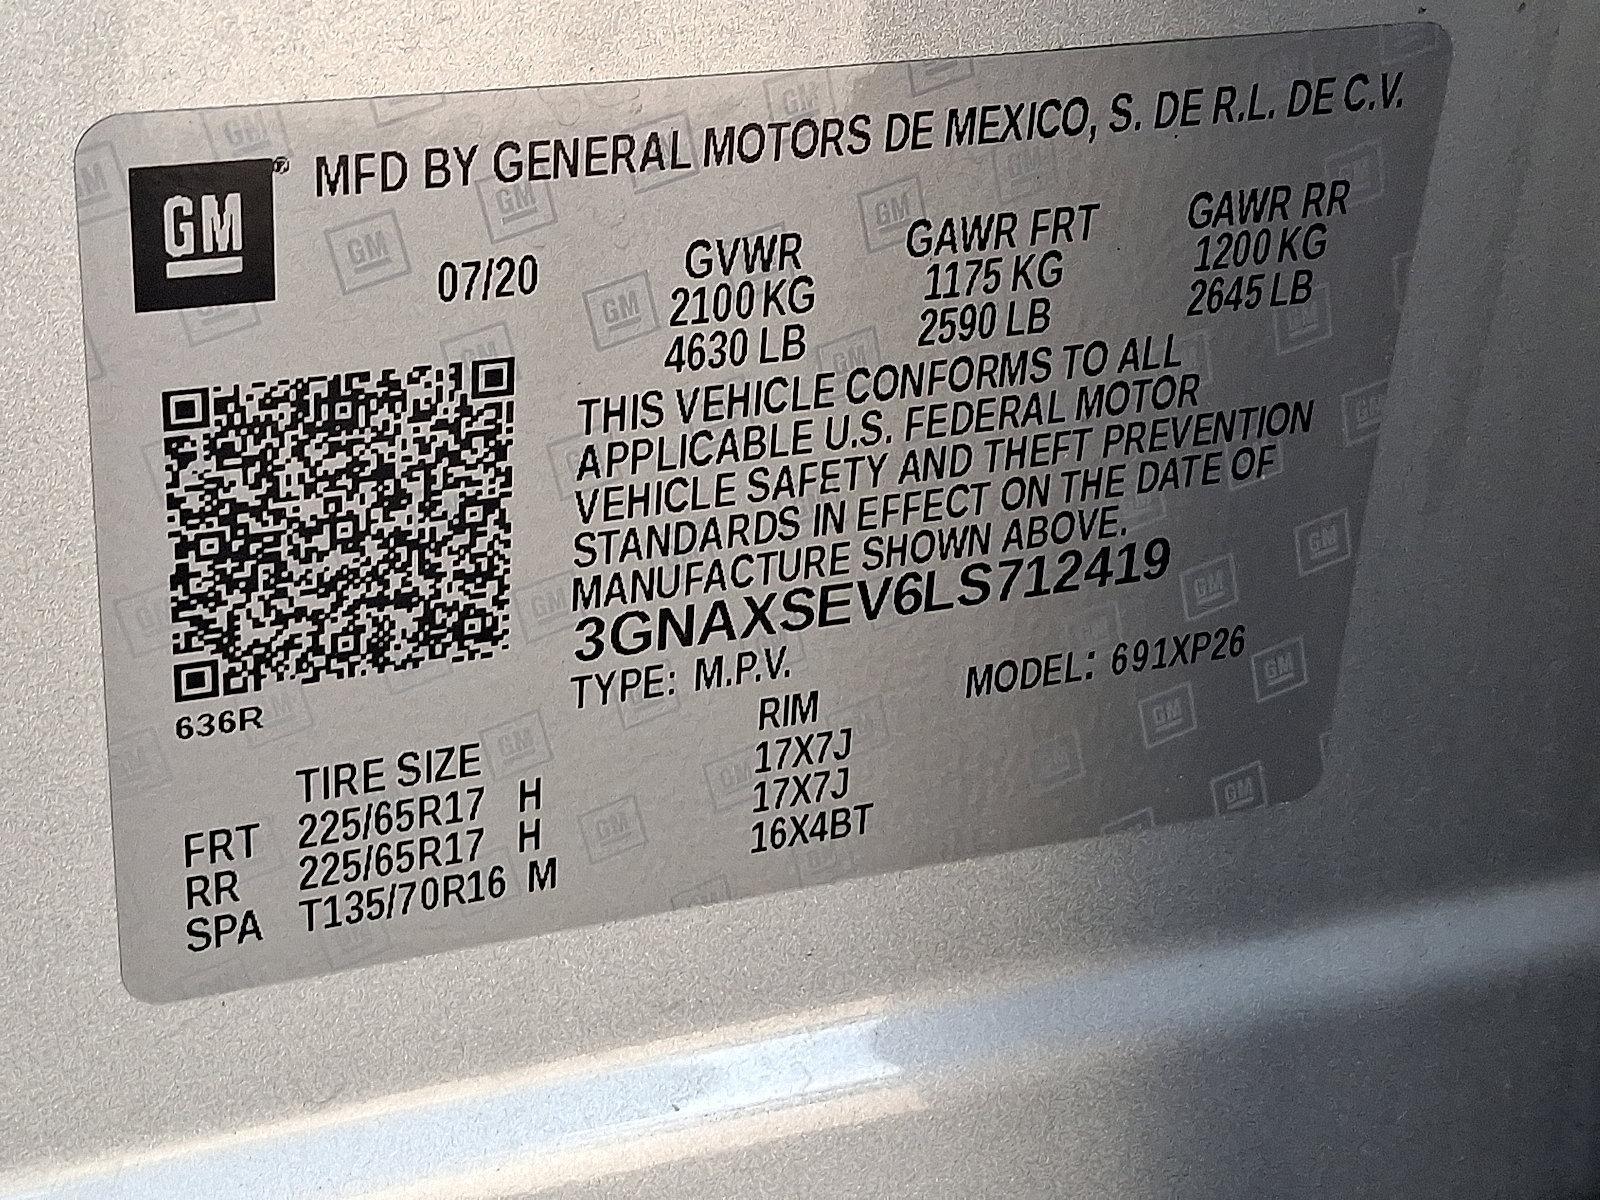 GM® MFD BY GENERAL MOTORS DE MEXICO, S. DE R.L. DE C.V.
07/20
GVWR
2100 KG
4630 LB
GAWR FRT
1175 KG
2590 LB
GAWR RR
1200 KG
2645 LB
THIS VEHICLE CONFORMS TO ALL
APPLICABLE U.S. FEDERAL MOTOR
VEHICLE SAFETY AND THEFT PREVENTION
STANDARDS IN EFFECT ON THE DATE OF
MANUFACTURE SHOWN ABOVE.
3GNAXSEV6LS712419
TYPE: M.P.V. MODEL: 691XP26
636R
TIRE SIZE RIM
FRT 225/65R17 H 17X7J
RR 225/65R17 H 17X7J
SPA T135/70R16 M 16X4BT